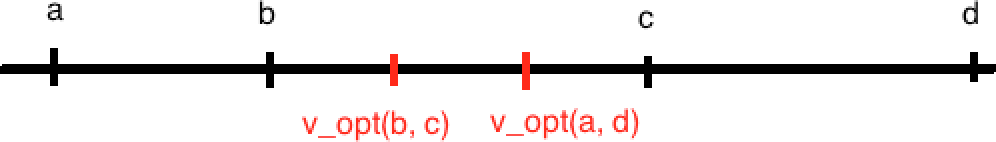 a b c d
v_opt(b, c) v_opt(a, d)